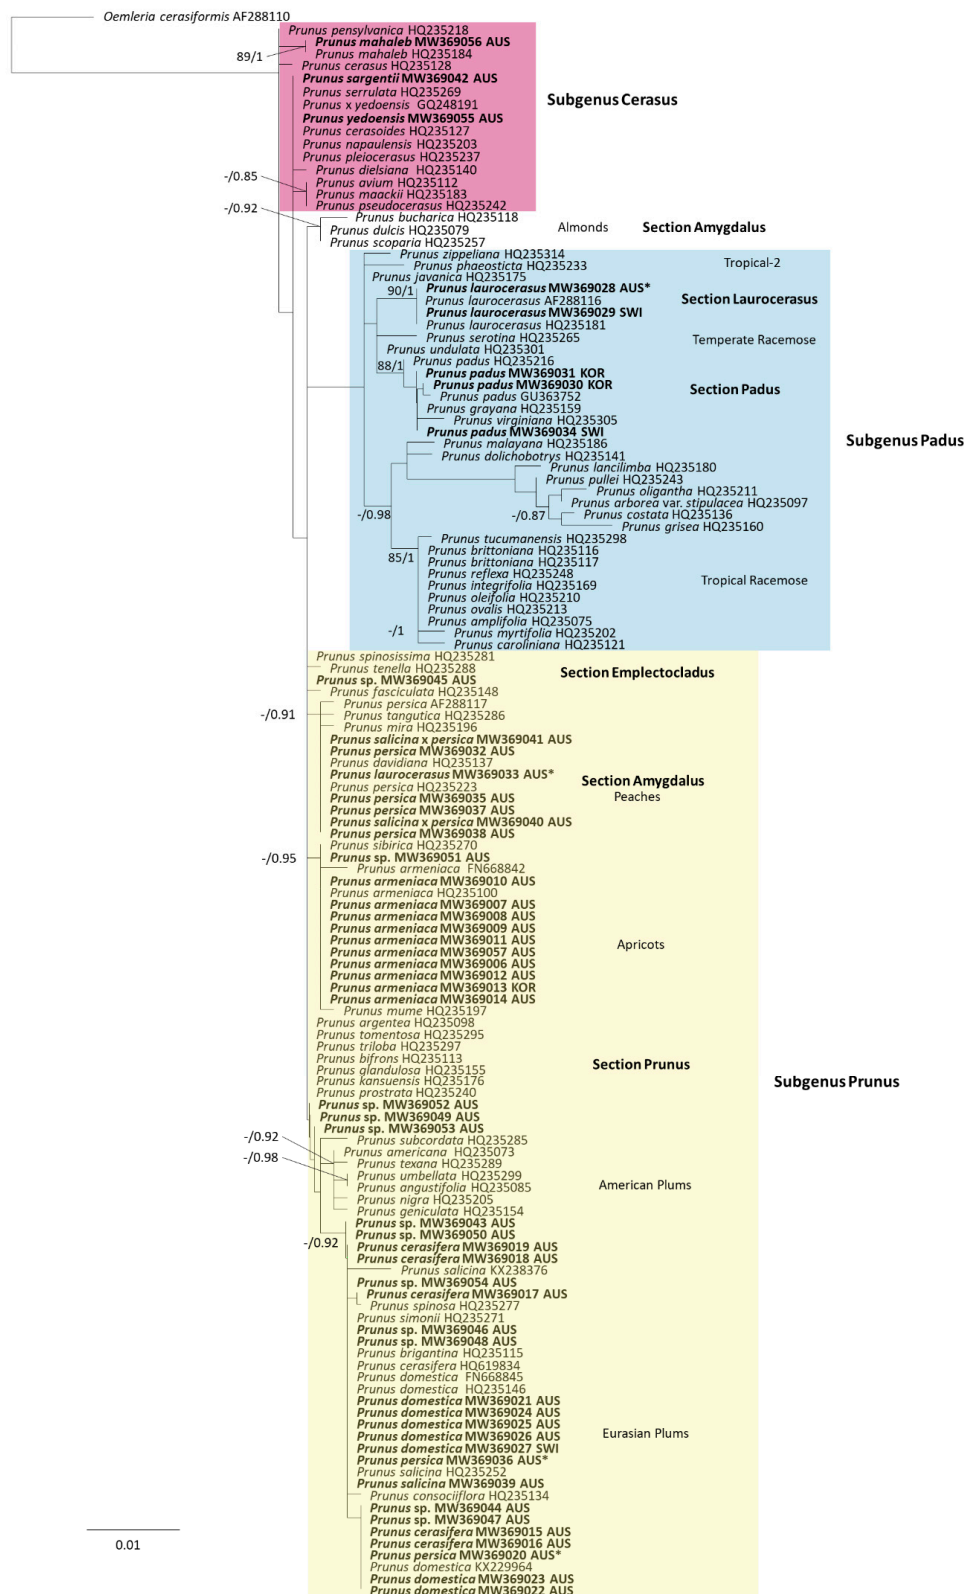 Oemleria cerasiformis AF288110
Prunus pensylvanica HQ235218
Prunus mahaleb MW369056 AUS
89/1
Prunus mahaleb HQ235184
Prunus cerasus HQ235128
Prunus sargentii MW369042 AUS
Prunus serrulata HQ235269
Subgenus Cerasus
Prunus x yedoensis GQ248191
Prunus yedoensis MW369055 AUS
Prunus cerasoides HQ235127
Prunus napaulensis HQ235203
Prunus pleiocerasus HQ235237
Prunus dielsiana HQ235140
-/0.85
Prunus avium HQ235112
Prunus maackii HQ235183
Prunus pseudocerasus HQ235242
-/0.92
Prunus bucharica HQ235118
Prunus dulcis HQ235079
Almonds
Section Amygdalus
Prunus scoparia HQ235257
Prunus zippeliana HQ235314
Prunus phaeosticta HQ235233
Tropical-2
Prunus javanica HQ235175
Prunus laurocerasus MW369028 AUS*
90/1
Prunus laurocerasus AF288116
Section Laurocerasus
Prunus laurocerasus MW369029 SWI
Prunus laurocerasus HQ235181
Prunus serotina HQ235265
Temperate Racemose
Prunus undulata HQ235301
Prunus padus HQ235216
88/1
Prunus padus MW369031 KOR
Prunus padus MW369030 KOR
Section Padus
Prunus padus GU363752
Prunus grayana HQ235159
Prunus virginiana HQ235305
Prunus padus MW369034 SWI
Subgenus Padus
Prunus malayana HQ235186
Prunus dolichobotrys HQ235141
Prunus lancilimba HQ235180
Prunus pullei HQ235243
Prunus oligantha HQ235211
Prunus arborea var. stipulacea HQ235097
-/0.98
-/0.87
Prunus costata HQ235136
Prunus grisea HQ235160
Prunus tucumanensis HQ235298
Prunus brittoniana HQ235116
85/1
Prunus brittoniana HQ235117
Prunus reflexa HQ235248
Tropical Racemose
Prunus integrifolia HQ235169
Prunus oleifolia HQ235210
Prunus ovalis HQ235213
Prunus amplifolia HQ235075
-/1
Prunus myrtifolia HQ235202
Prunus caroliniana HQ235121
Prunus spinosissima HQ235281
Prunus tenella HQ235288
Section Emplectocladus
Prunus sp. MW369045 AUS
Prunus fasciculata HQ235148
Prunus persica AF288117
-/0.91
Prunus tangutica HQ235286
Prunus mira HQ235196
Prunus salicina x persica MW369041 AUS
Prunus persica MW369032 AUS
Prunus davidiana HQ235137
Prunus laurocerasus MW369033 AUS*
Section Amygdalus
Prunus persica HQ235223
Peaches
Prunus persica MW369035 AUS
Prunus persica MW369037 AUS
Prunus salicina x persica MW369040 AUS
Prunus persica MW369038 AUS
Prunus sibirica HQ235270
-/0.95
Prunus sp. MW369051 AUS
Prunus armeniaca FN668842
Prunus armeniaca MW369010 AUS
Prunus armeniaca HQ235100
Prunus armeniaca MW369007 AUS
Prunus armeniaca MW369008 AUS
Prunus armeniaca MW369009 AUS
Prunus armeniaca MW369011 AUS
Apricots
Prunus armeniaca MW369057 AUS
Prunus armeniaca MW369006 AUS
Prunus armeniaca MW369012 AUS
Prunus armeniaca MW369013 KOR
Prunus armeniaca MW369014 AUS
Prunus mume HQ235197
Prunus argentea HQ235098
Prunus tomentosa HQ235295
Prunus triloba HQ235297
Prunus bifrons HQ235113
Section Prunus
Prunus glandulosa HQ235155
Prunus kansuensis HQ235176
Subgenus Prunus
Prunus prostrata HQ235240
Prunus sp. MW369052 AUS
Prunus sp. MW369049 AUS
Prunus sp. MW369053 AUS
-/0.92
Prunus subcordata HQ235285
Prunus americana HQ235073
-/0.98
Prunus texana HQ235289
Prunus umbellata HQ235299
American Plums
Prunus angustifolia HQ235085
Prunus nigra HQ235205
Prunus geniculata HQ235154
Prunus sp. MW369043 AUS
Prunus sp. MW369050 AUS
-/0.92
Prunus cerasifera MW369019 AUS
Prunus cerasifera MW369018 AUS
Prunus salicina KX238376
Prunus sp. MW369054 AUS
Prunus cerasifera MW369017 AUS
Prunus spinosa HQ235277
Prunus simonii HQ235271
Prunus sp. MW369046 AUS
Prunus sp. MW369048 AUS
Prunus brigantina HQ235115
Prunus cerasifera HQ619834
Prunus domestica FN668845
Prunus domestica HQ235146
Prunus domestica MW369021 AUS
Prunus domestica MW369024 AUS
Prunus domestica MW369025 AUS
Prunus domestica MW369026 AUS
Eurasian Plums
Prunus domestica MW369027 SWI
Prunus persica MW369036 AUS*
Prunus salicina HQ235252
Prunus salicina MW369039 AUS
Prunus consociiflora HQ235134
Prunus sp. MW369044 AUS
Prunus sp. MW369047 AUS
Prunus cerasifera MW369015 AUS
0.01
Prunus cerasifera MW369016 AUS
Prunus persica MW369020 AUS*
Prunus domestica KX229964
Prunus domestica MW369023 AUS
Prunus domestica MW369022 AUS